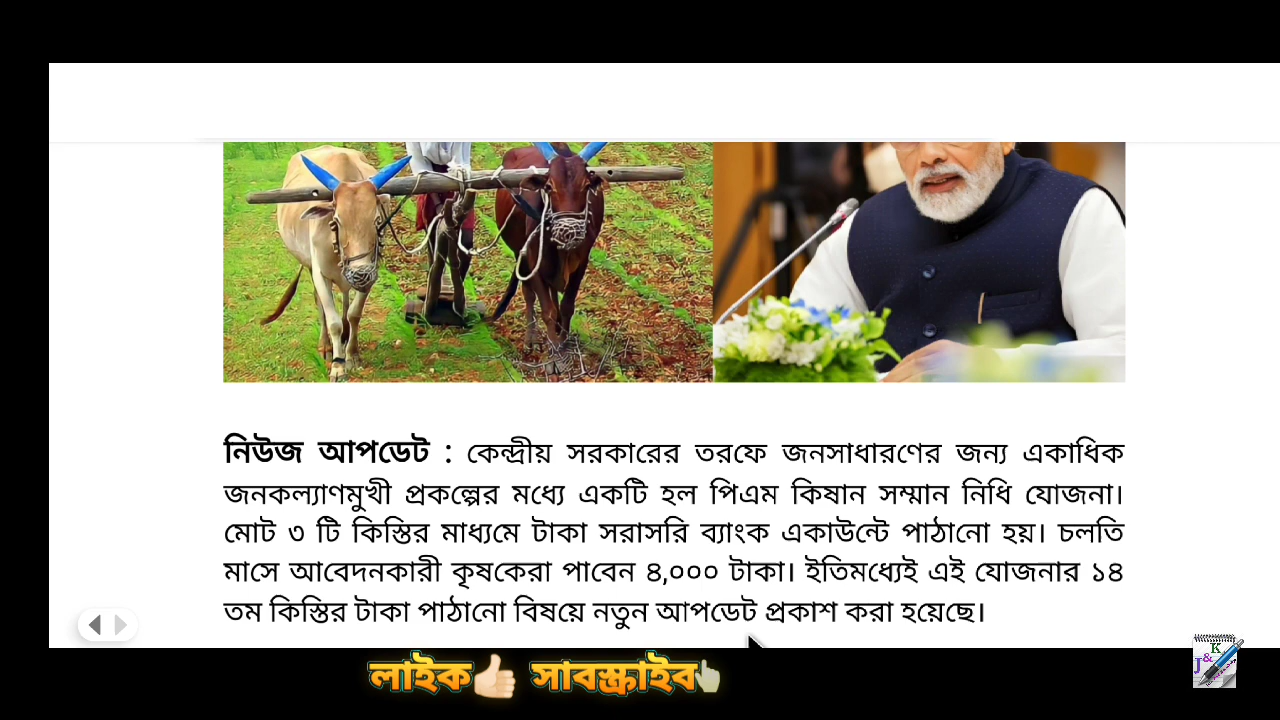 নিউজ আপডেট : কেন্দ্রীয় সরকারের তরফে জনসাধারণের জন্য একাধিক
জনকল্যাণমুখী প্রকল্পের মধ্যে একটি হল পিএম কিষান সম্মান নিধি যোজনা।
মোট ৩ টি কিস্তির মাধ্যমে টাকা সরাসরি ব্যাংক একাউন্টে পাঠানো হয়। চলতি
মাসে আবেদনকারী কৃষকেরা পাবেন ৪,০০০ টাকা। ইতিমধ্যেই এই যোজনার ১৪
তম কিস্তির টাকা পাঠানো বিষয়ে নতুন আপডেট প্রকাশ করা হয়েছে।
লাইক সাবস্ক্রাইব
J&K